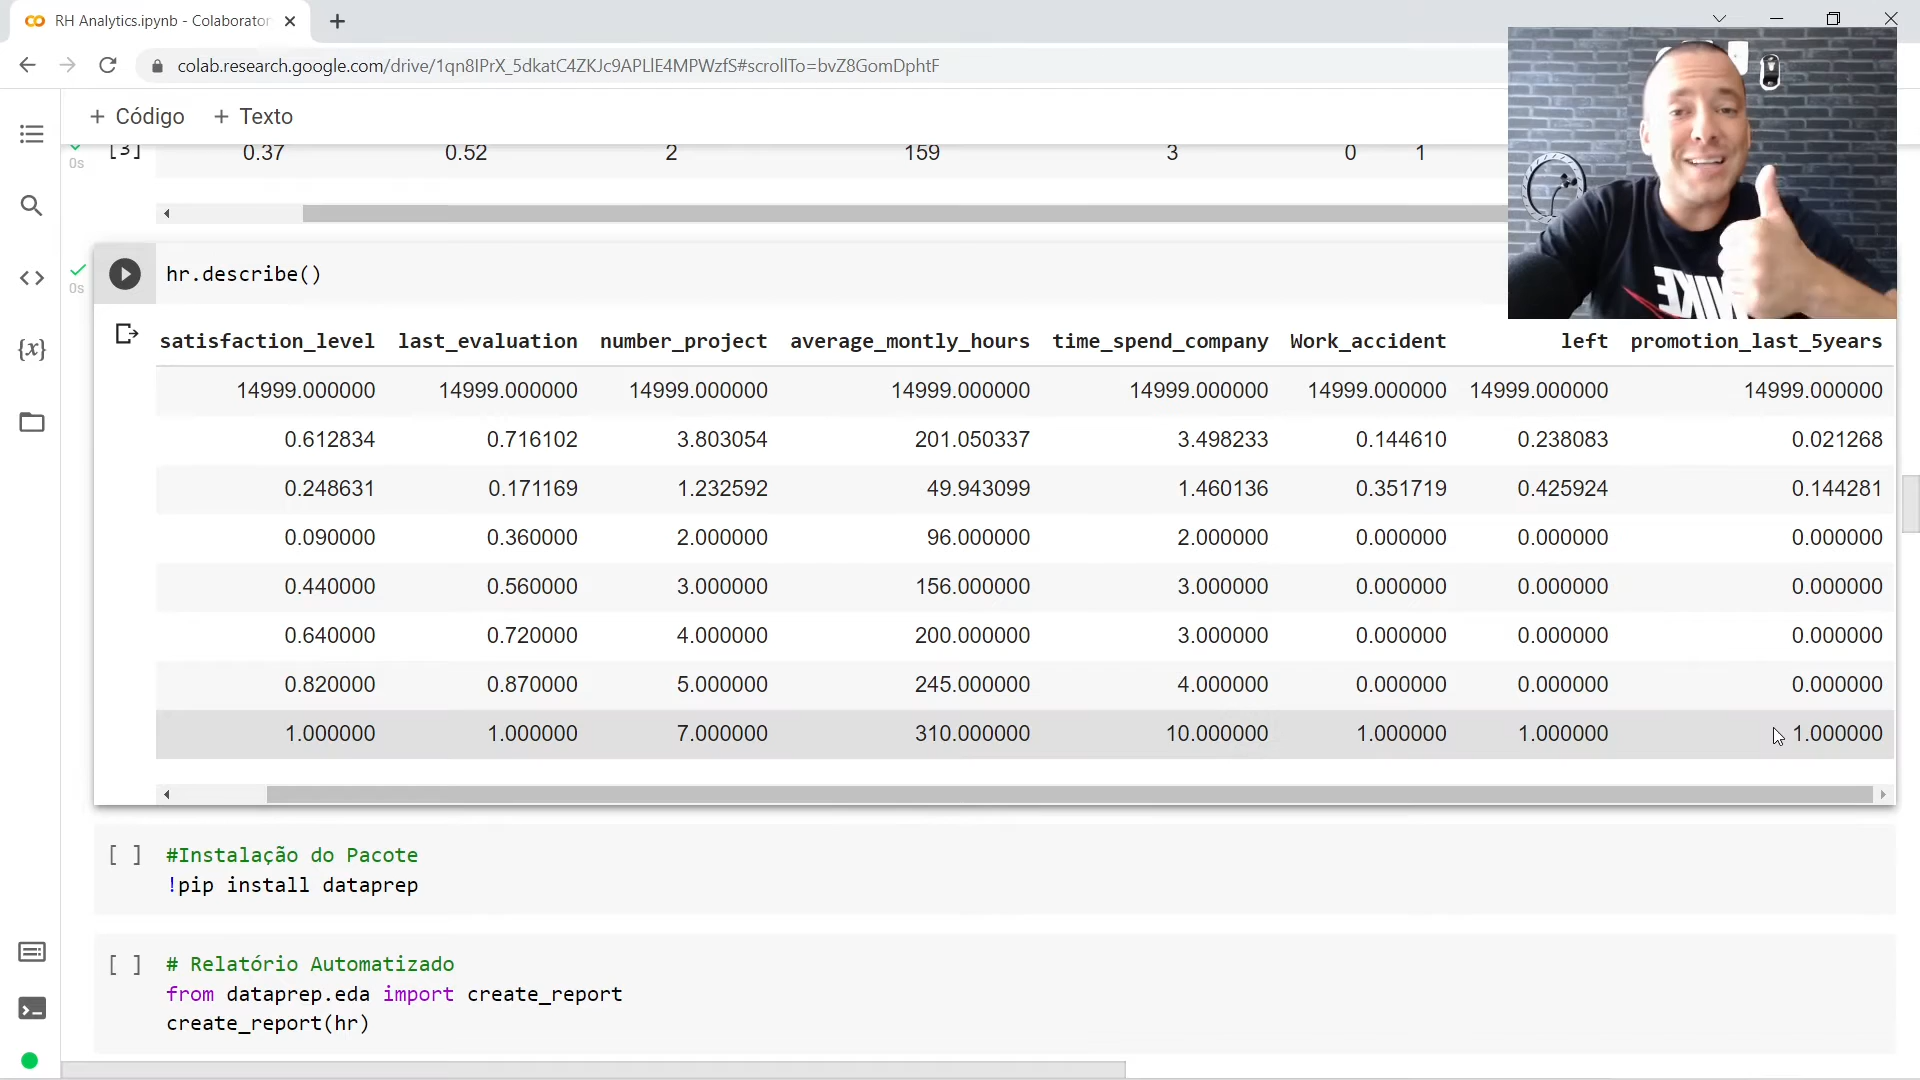 RH Analytics.ipynb - Colaborator
colab.research.google.com/drive/1qn8IPrX_5dkatC4ZKJc9APLlE4MPWzfS#scrollTo=bvZ8GomDphtF
+ Código + Texto
0s [3] 0.37 0.52 2 159 3 0 1
hr.describe()
0s
satisfaction_level last_evaluation number_project average_montly_hours time_spend_company Work_accident left promotion_last_5years
14999.000000 14999.000000 14999.000000 14999.000000 14999.000000 14999.000000 14999.000000 14999.000000
0.612834 0.716102 3.803054 201.050337 3.498233 0.144610 0.238083 0.021268
0.248631 0.171169 1.232592 49.943099 1.460136 0.351719 0.425924 0.144281
0.090000 0.360000 2.000000 96.000000 2.000000 0.000000 0.000000 0.000000
0.440000 0.560000 3.000000 156.000000 3.000000 0.000000 0.000000 0.000000
0.640000 0.720000 4.000000 200.000000 3.000000 0.000000 0.000000 0.000000
0.820000 0.870000 5.000000 245.000000 4.000000 0.000000 0.000000 0.000000
1.000000 1.000000 7.000000 310.000000 10.000000 1.000000 1.000000 1.000000
[ ] #Instalação do Pacote
!pip install dataprep
[ ] # Relatório Automatizado
from dataprep.eda import create_report
create_report(hr)
NIKE